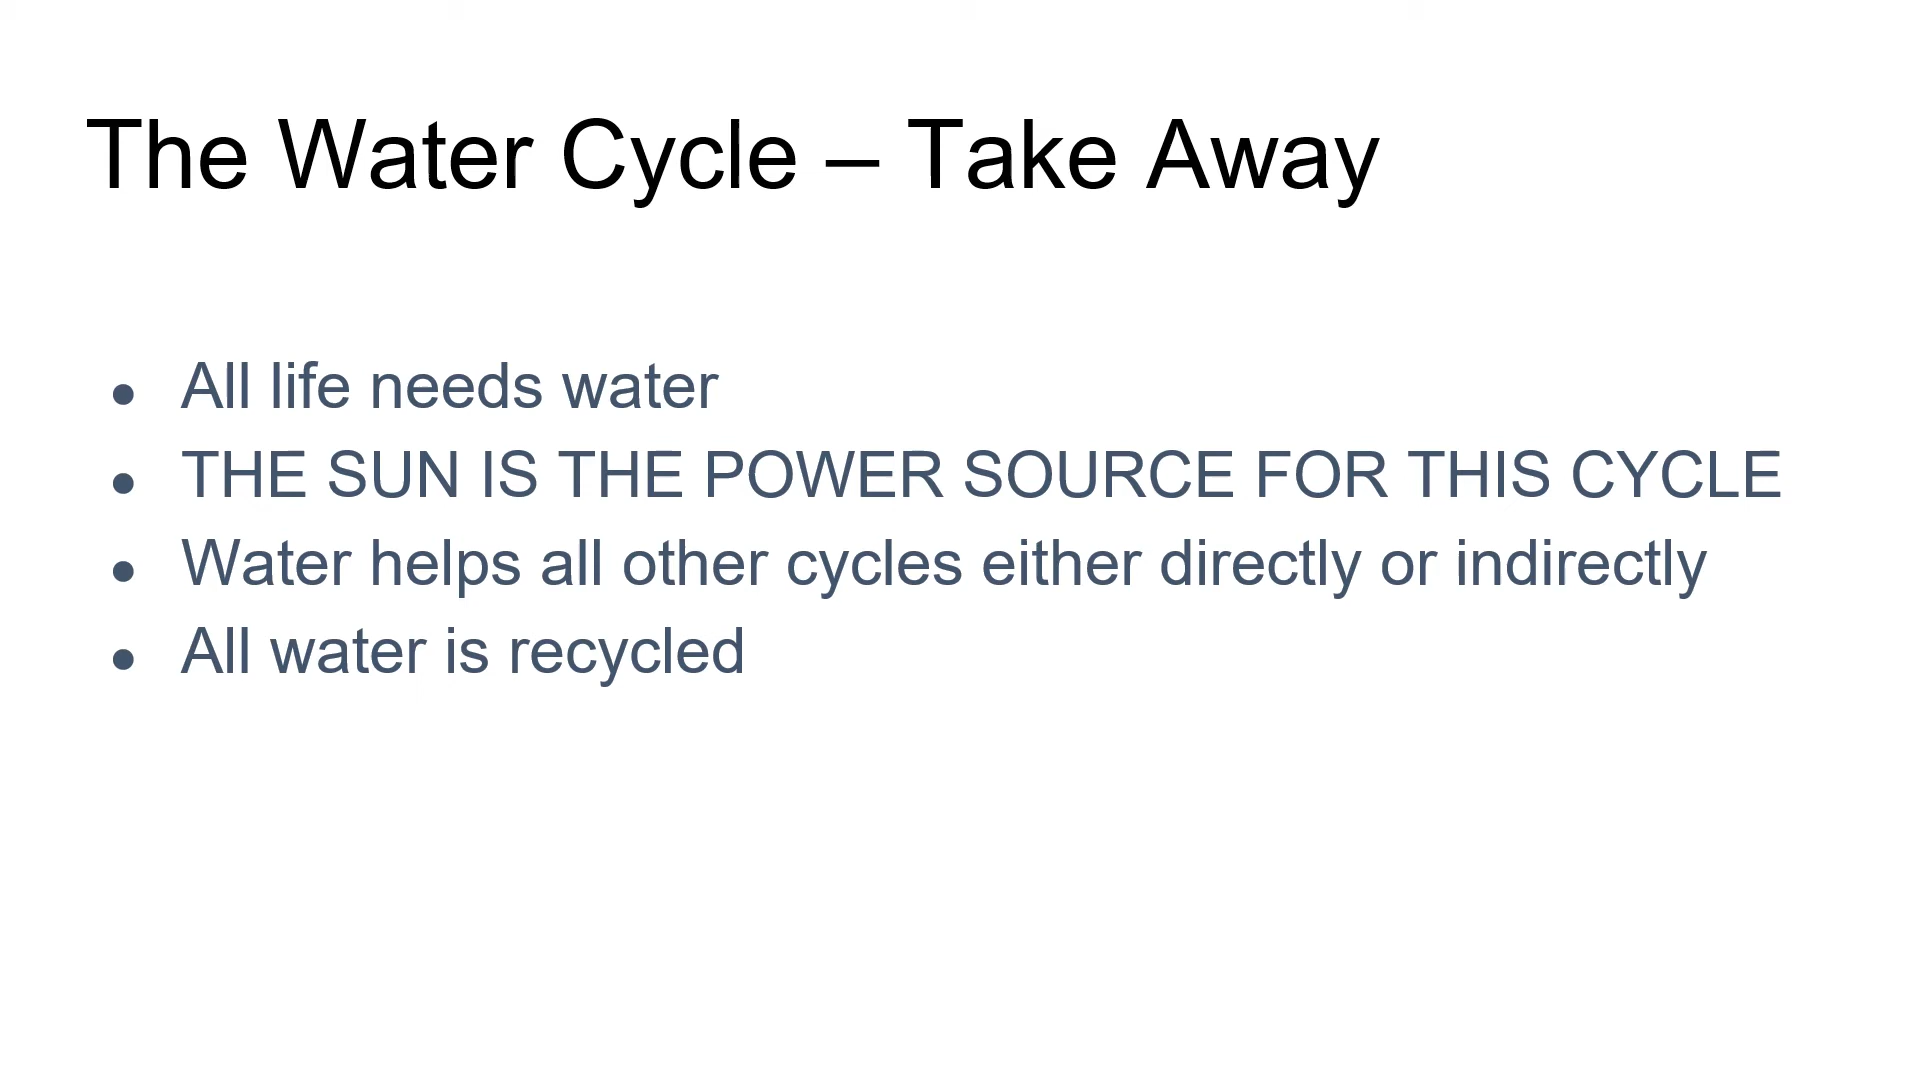 The Water Cycle – Take Away
● All life needs water
● THE SUN IS THE POWER SOURCE FOR THIS CYCLE
● Water helps all other cycles either directly or indirectly
● All water is recycled